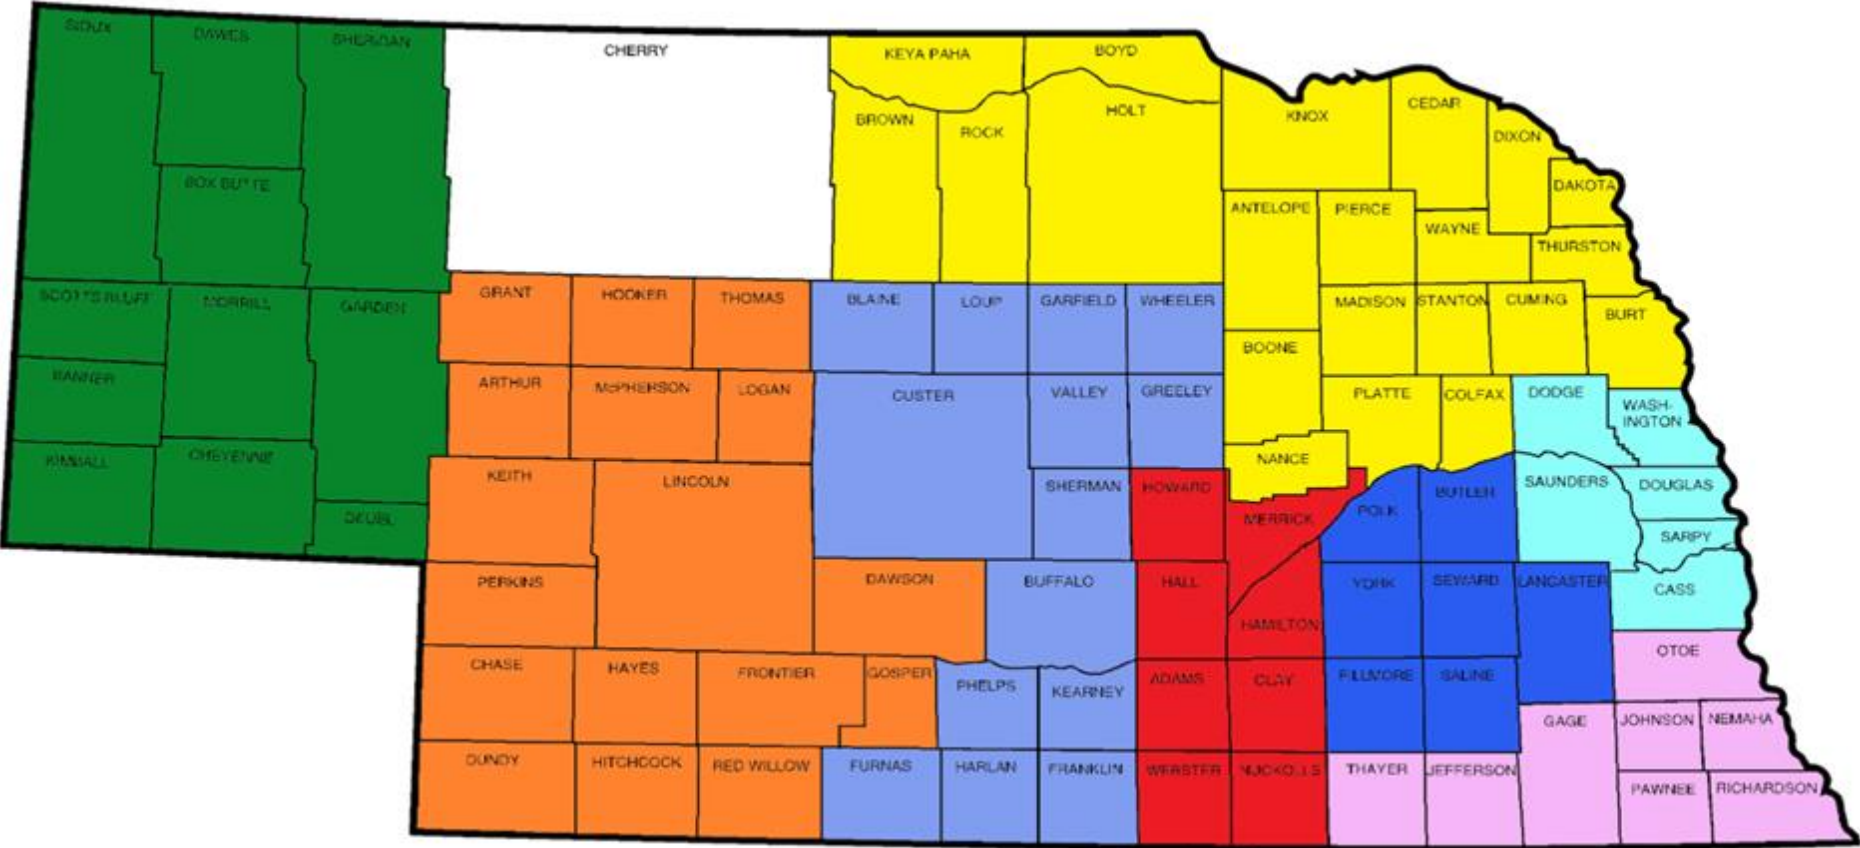 SIOUX
DAWES
SHERIDAN
CHERRY
KEYA PAHA
BOYD
BROWN
ROCK
HOLT
KNOX
CEDAR
DIXON
DAKOTA
BOX BUTTE
ANTELOPE
PIERCE
WAYNE
THURSTON
SCOTTS BLUFF
MORRILL
GARDEN
GRANT
HOOKER
THOMAS
BLAINE
LOUP
GARFIELD
WHEELER
MADISON
STANTON
CUMING
BURT
BANNER
ARTHUR
McPHERSON
LOGAN
CUSTER
VALLEY
GREELEY
BOONE
PLATTE
COLFAX
DODGE
WASH-
INGTON
KIMBALL
CHEYENNE
DEUEL
KEITH
LINCOLN
SHERMAN
HOWARD
NANCE
MERRICK
POLK
BUTLER
SAUNDERS
DOUGLAS
SARPY
PERKINS
DAWSON
BUFFALO
HALL
HAMILTON
YORK
SEWARD
LANCASTER
CASS
CHASE
HAYES
FRONTIER
GOSPER
PHELPS
KEARNEY
ADAMS
CLAY
FILLMORE
SALINE
OTOE
GAGE
JOHNSON
NEMAHA
DUNDY
HITCHCOCK
RED WILLOW
FURNAS
HARLAN
FRANKLIN
WEBSTER
NUCKOLLS
THAYER
JEFFERSON
PAWNEE
RICHARDSON